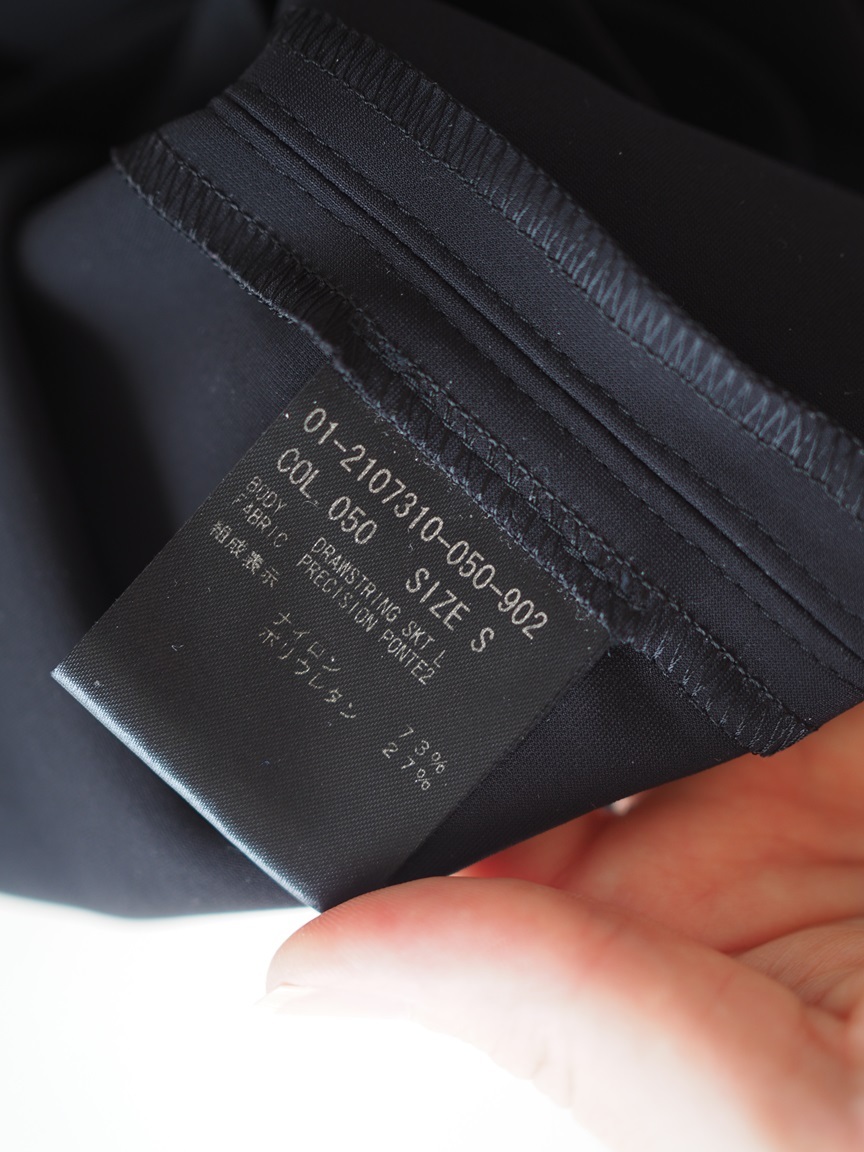 01-2107310-050-902
COL 050 SIZE S
BODY DRAWSTRING SKT L
FABRIC PRECISION PONTE2
組成表示
ナイロン 73%
ポリウレタン 27%